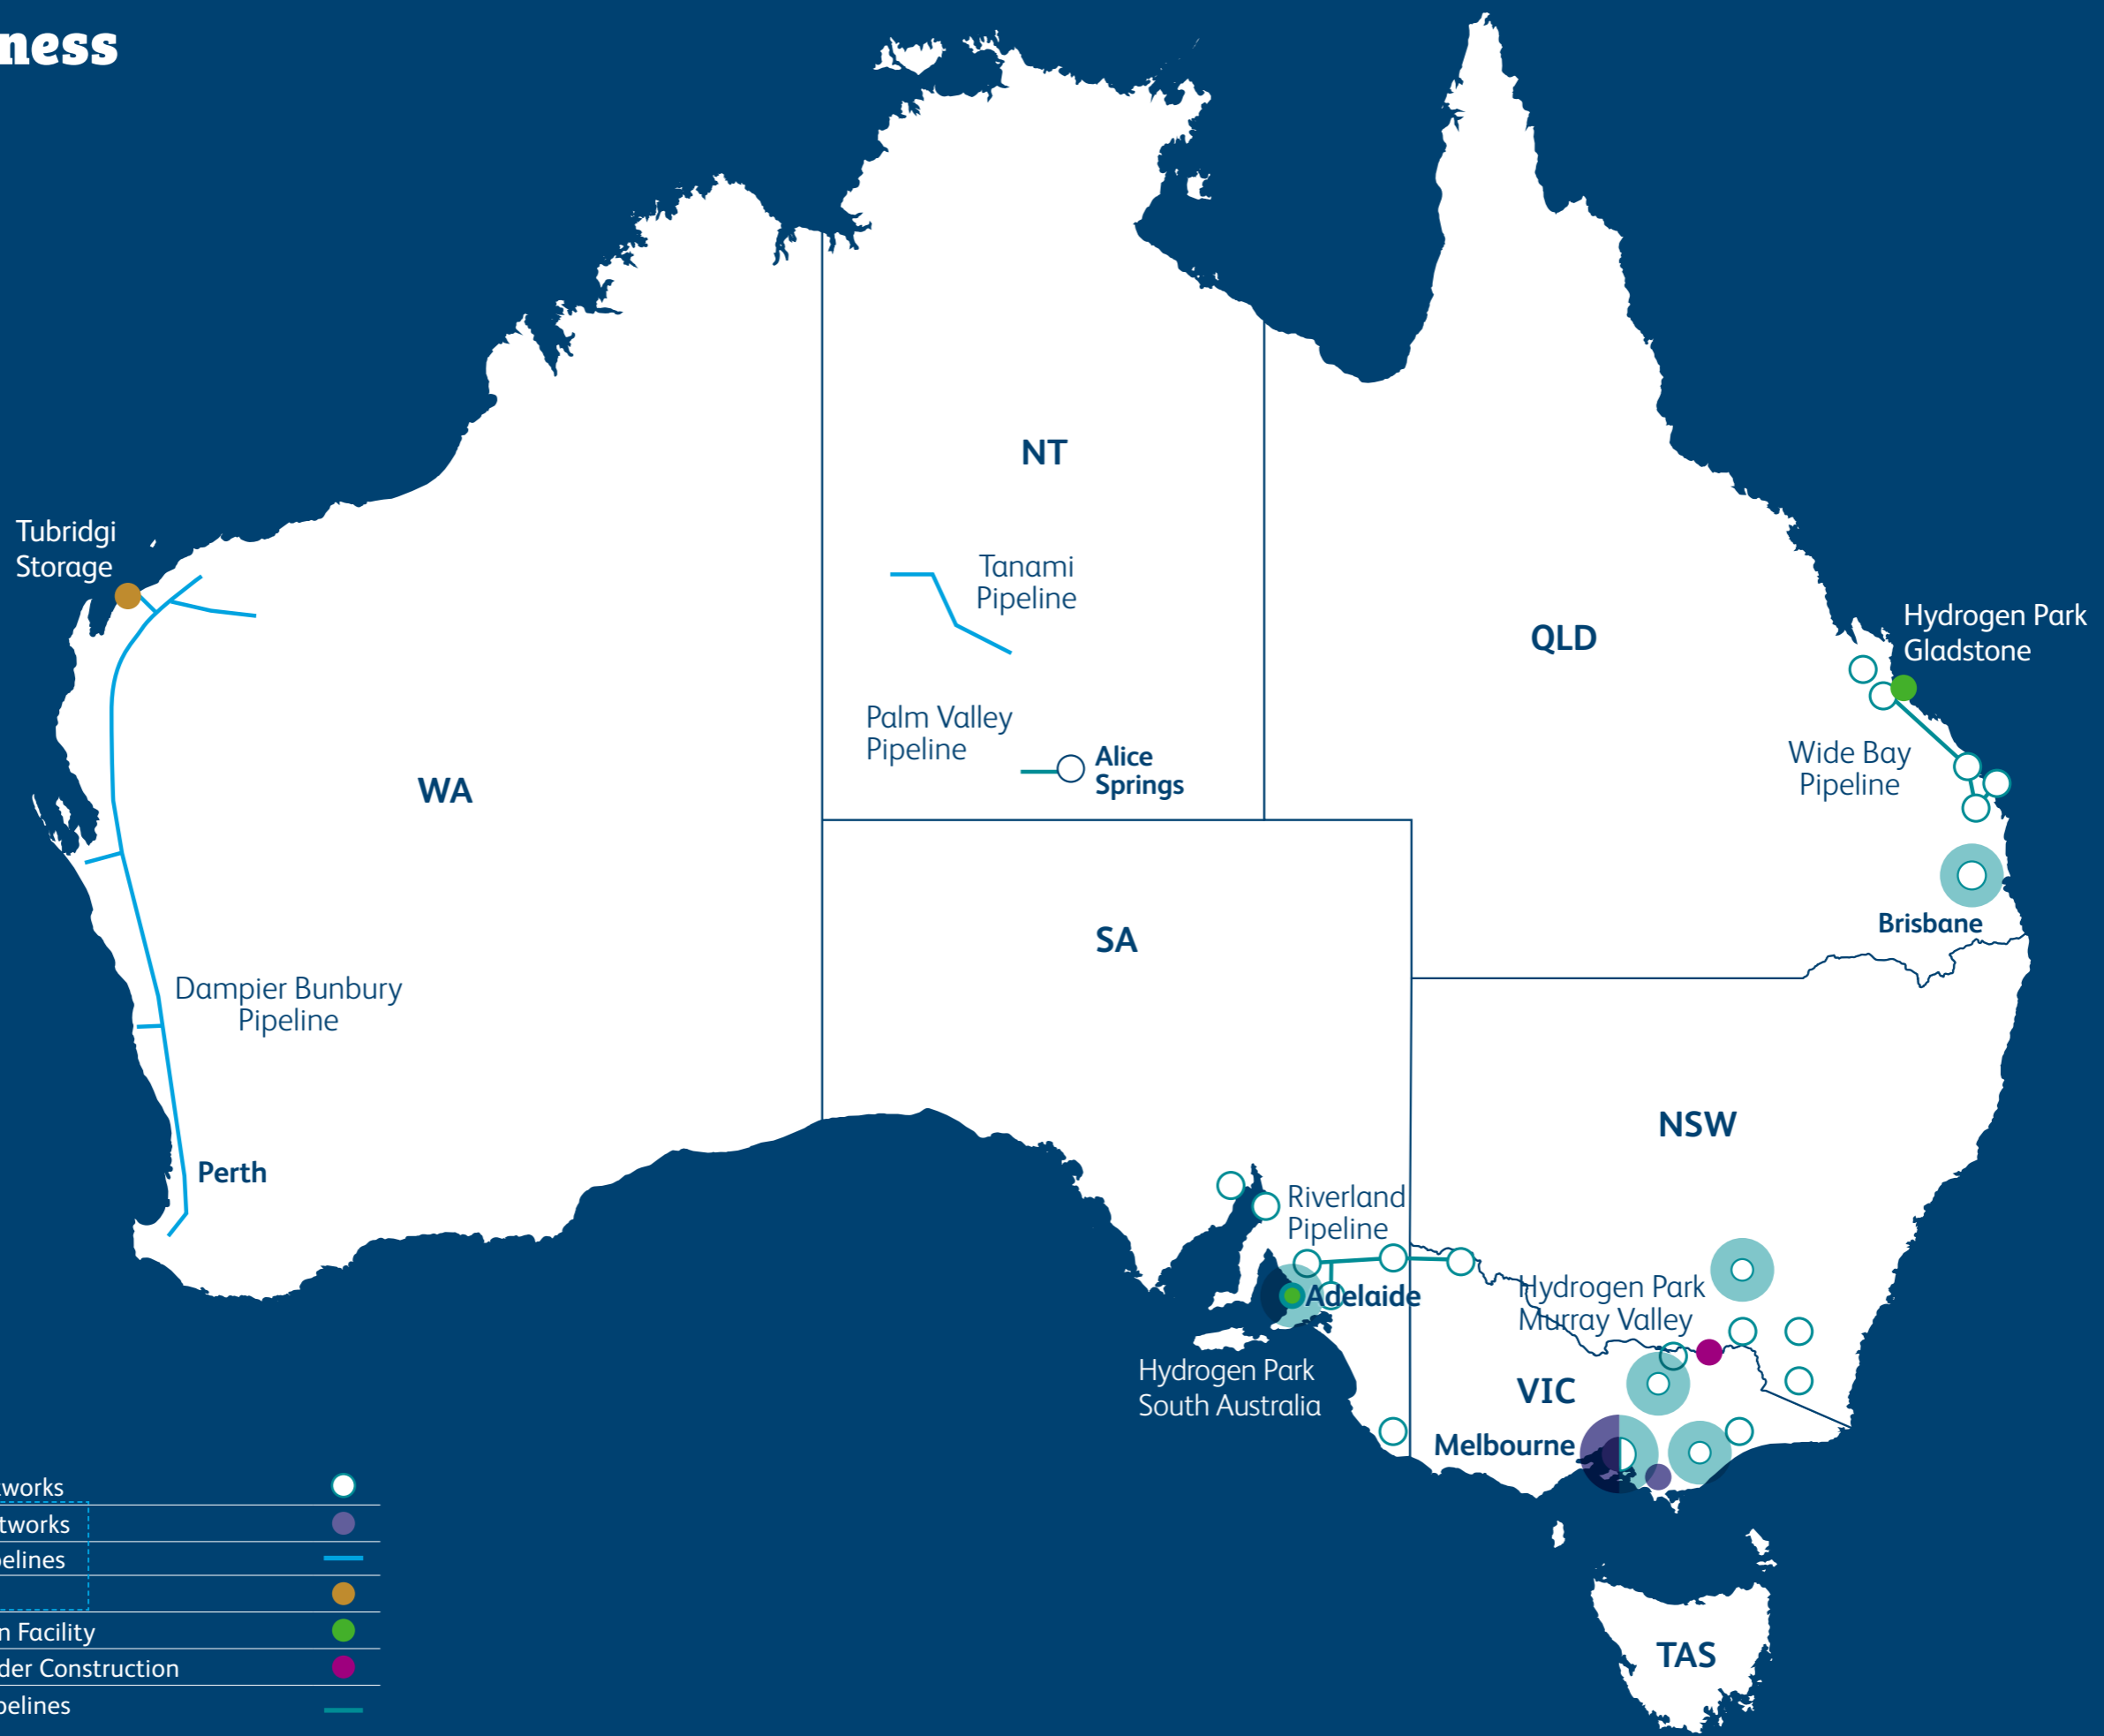 ness
NT
Tubridgi
Storage
Tanami
Pipeline
Hydrogen Park
Gladstone
QLD
Palm Valley
Pipeline
Alice
Springs
Wide Bay
Pipeline
WA
Brisbane
SA
Dampier Bunbury
Pipeline
NSW
Perth
Riverland
Pipeline
Adelaide
Hydrogen Park
Murray Valley
Hydrogen Park
South Australia
VIC
Melbourne
works
tworks
pelines
n Facility
der Construction
pelines
TAS